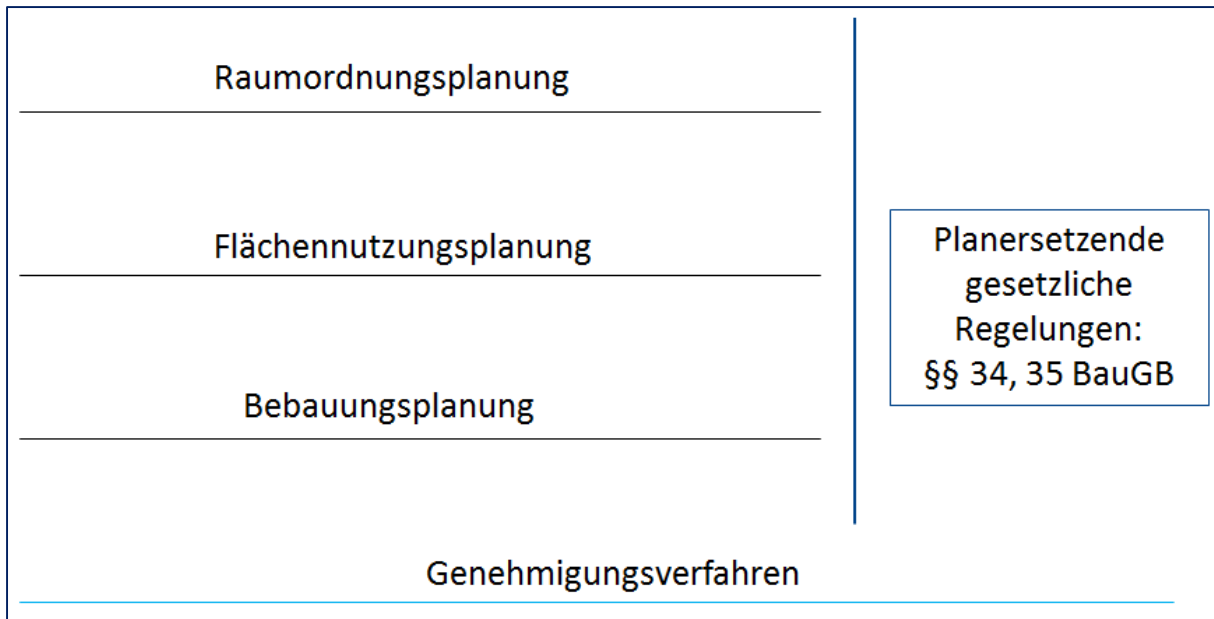 Raumordnungsplanung
Flächennutzungsplanung
Bebauungsplanung
Planersetzende
gesetzliche
Regelungen:
§§ 34, 35 BauGB
Genehmigungsverfahren